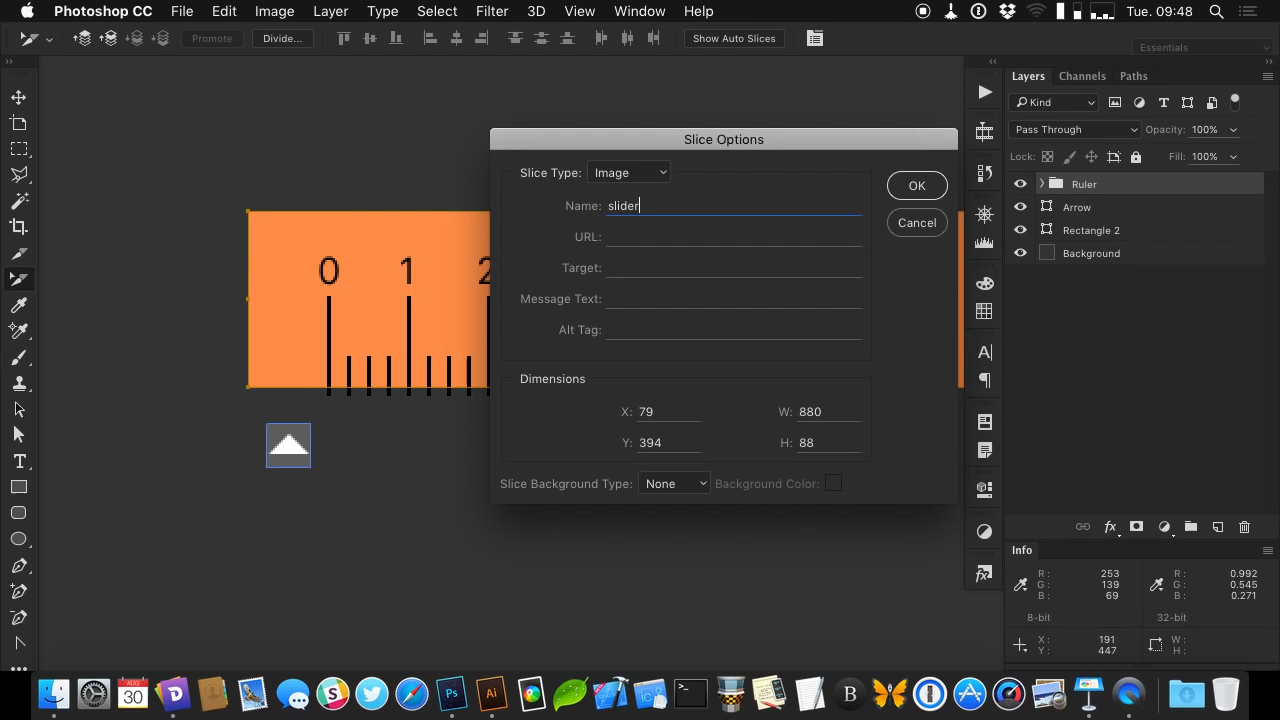 Photoshop CC File Edit Image Layer Type Select Filter 3D View Window Help Tue. 09:48
Promote Divide... Show Auto Slices Essentials
Layers Channels Paths
Kind
Pass Through Opacity: 100%
Lock: Fill: 100%
Ruler
Arrow
Rectangle 2
Background
Slice Options
Slice Type: Image OK
Name: slider
Cancel
URL:
Target:
Message Text:
Alt Tag:
Dimensions
X: 79 W: 880
Y: 394 H: 88
Slice Background Type: None Background Color:
0 1 2
Info
R: 253 R: 0.992
G: 139 G: 0.545
B: 69 B: 0.271
8-bit 32-bit
X: 191 W:
Y: 447 H:
AUG
30
Ps Ai
B